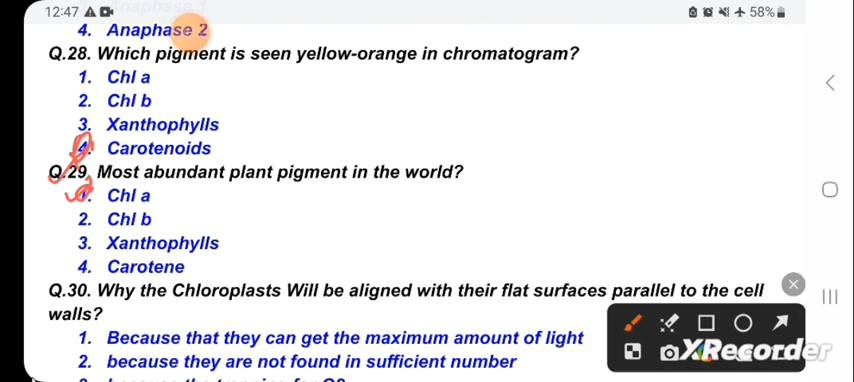 12:47 58%
Anaphase 1
4. Anaphase 2
Q.28. Which pigment is seen yellow-orange in chromatogram?
1. Chl a
2. Chl b
3. Xanthophylls
4. Carotenoids
Q.29. Most abundant plant pigment in the world?
1. Chl a
2. Chl b
3. Xanthophylls
4. Carotene
Q.30. Why the Chloroplasts Will be aligned with their flat surfaces parallel to the cell
walls?
1. Because that they can get the maximum amount of light
2. because they are not found in sufficient number
XRecorder